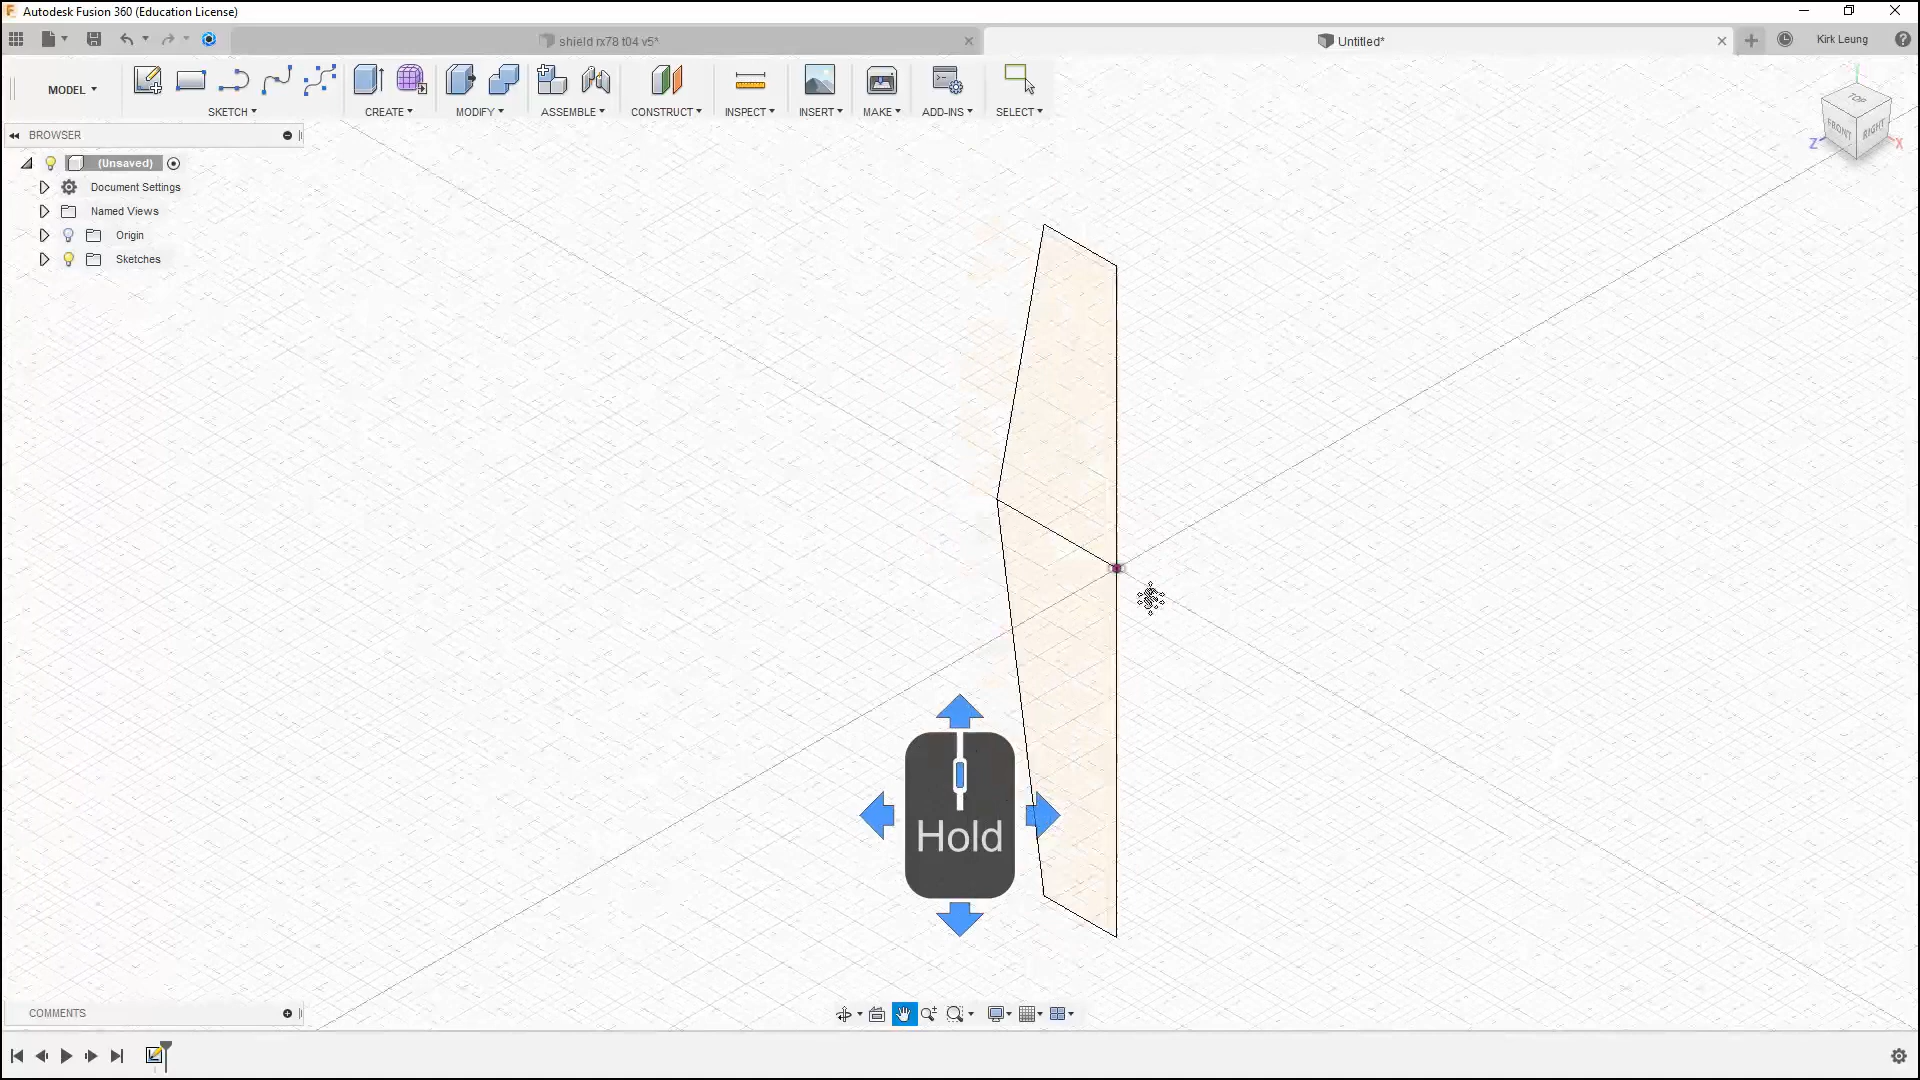 Autodesk Fusion 360 (Education License)
shield rx78 t04 v5*
Untitled*
Kirk Leung
MODEL
SKETCH
CREATE
MODIFY
ASSEMBLE
CONSTRUCT
INSPECT
INSERT
MAKE
ADD-INS
SELECT
TOP
FRONT
RIGHT
Z
X
BROWSER
(Unsaved)
Document Settings
Named Views
Origin
Sketches
Hold
COMMENTS